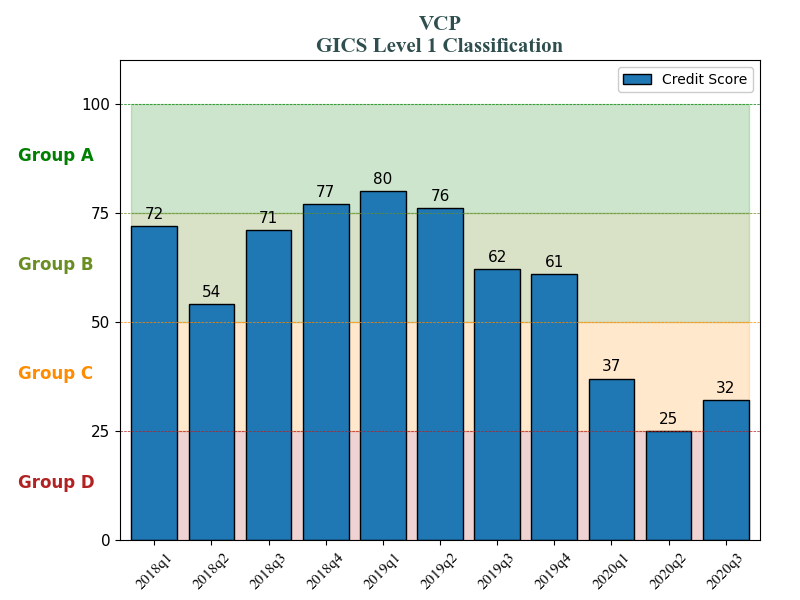 VCP
GICS Level 1 Classification
Credit Score
100
Group A
80
77
76
75
72
71
Group B
62
61
54
50
Group C
37
32
25
25
Group D
0
2018q1
2018q2
2018q3
2018q4
2019q1
2019q2
2019q3
2019q4
2020q1
2020q2
2020q3